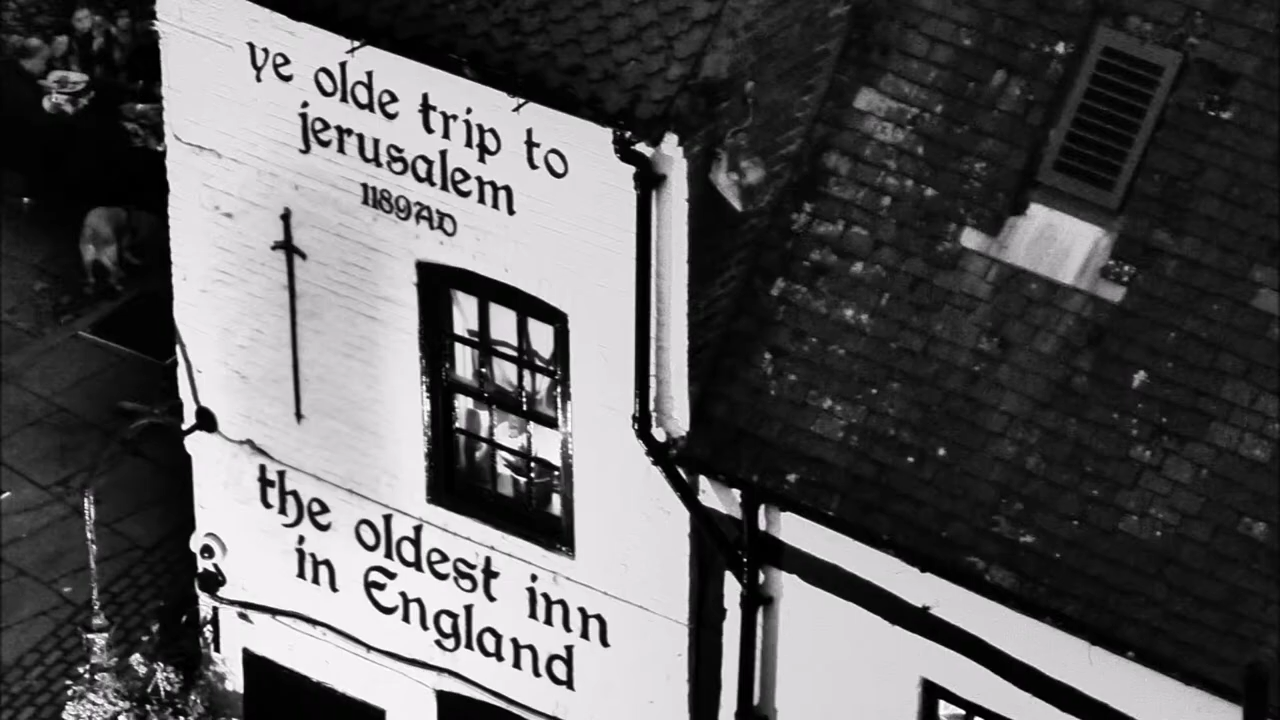 ye olde trip to
jerusalem
1189AD
the oldest inn
in England